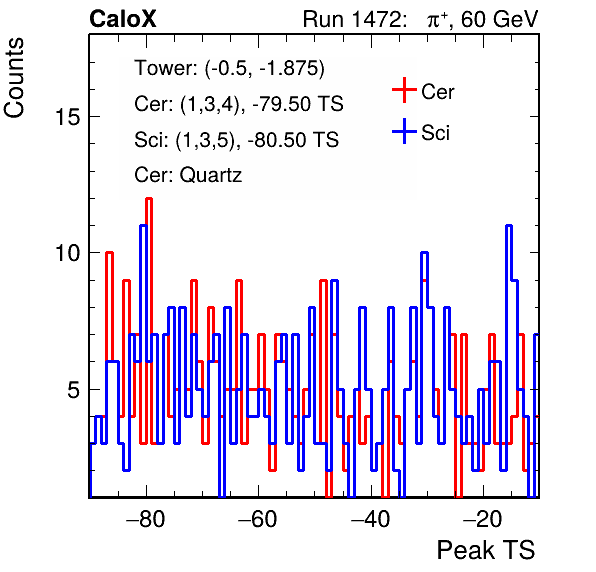 CaloX Run 1472: π⁺, 60 GeV
Counts
Tower: (-0.5, -1.875)
Cer: (1,3,4), -79.50 TS
Sci: (1,3,5), -80.50 TS
Cer: Quartz
Cer
Sci
15
10
5
−80 −60 −40 −20
Peak TS